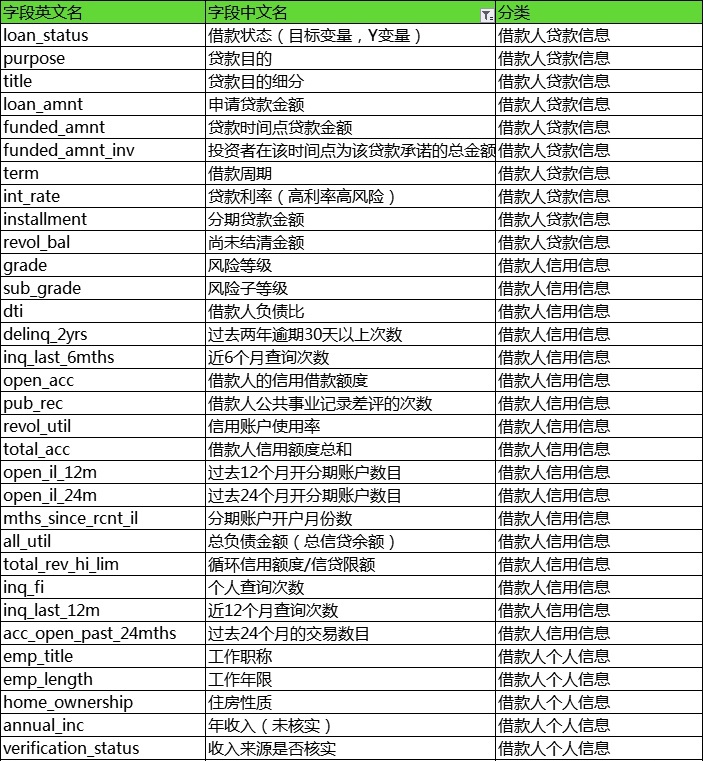 字段英文名 字段中文名 分类
loan_status 借款状态（目标变量，Y变量） 借款人贷款信息
purpose 贷款目的 借款人贷款信息
title 贷款目的细分 借款人贷款信息
loan_amnt 申请贷款金额 借款人贷款信息
funded_amnt 贷款时间点贷款金额 借款人贷款信息
funded_amnt_inv 投资者在该时间点为该贷款承诺的总金额 借款人贷款信息
term 借款周期 借款人贷款信息
int_rate 贷款利率（高利率高风险） 借款人贷款信息
installment 分期贷款金额 借款人贷款信息
revol_bal 尚未结清金额 借款人贷款信息
grade 风险等级 借款人信用信息
sub_grade 风险子等级 借款人信用信息
dti 借款人负债比 借款人信用信息
delinq_2yrs 过去两年逾期30天以上次数 借款人信用信息
inq_last_6mths 近6个月查询次数 借款人信用信息
open_acc 借款人的信用借款额度 借款人信用信息
pub_rec 借款人公共事业记录差评的次数 借款人信用信息
revol_util 信用账户使用率 借款人信用信息
total_acc 借款人信用额度总和 借款人信用信息
open_il_12m 过去12个月开分期账户数目 借款人信用信息
open_il_24m 过去24个月开分期账户数目 借款人信用信息
mths_since_rcnt_il 分期账户开户月份数 借款人信用信息
all_util 总负债金额（总信贷余额） 借款人信用信息
total_rev_hi_lim 循环信用额度/信贷限额 借款人信用信息
inq_fi 个人查询次数 借款人信用信息
inq_last_12m 近12个月查询次数 借款人信用信息
acc_open_past_24mths 过去24个月的交易数目 借款人信用信息
emp_title 工作职称 借款人个人信息
emp_length 工作年限 借款人个人信息
home_ownership 住房性质 借款人个人信息
annual_inc 年收入（未核实） 借款人个人信息
verification_status 收入来源是否核实 借款人个人信息